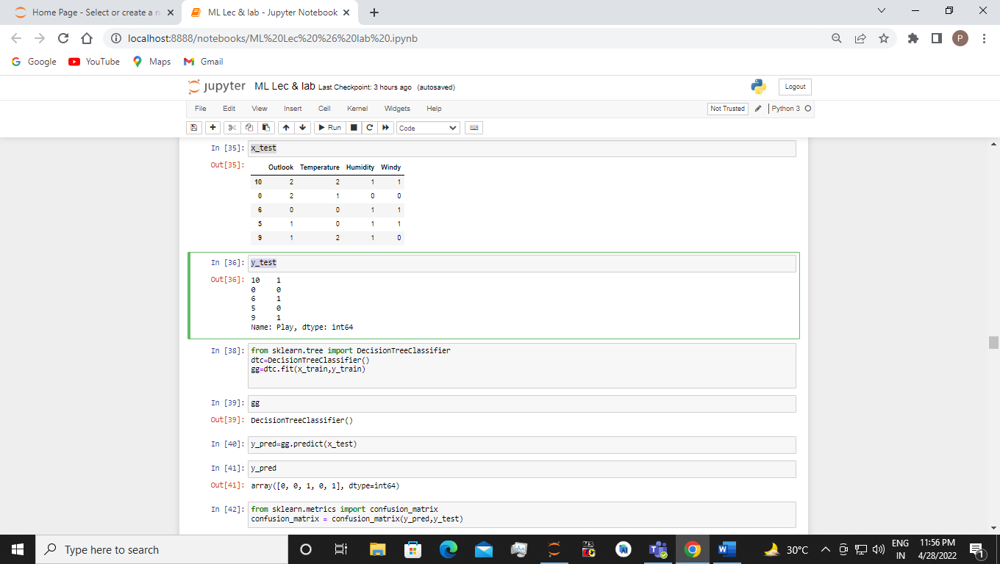 Home Page - Select or create a n
ML Lec & lab - Jupyter Notebook
localhost:8888/notebooks/ML%20Lec%20%26%20lab%20.ipynb
P
Google YouTube Maps Gmail
jupyter ML Lec & lab Last Checkpoint: 3 hours ago (autosaved)
Logout
File Edit View Insert Cell Kernel Widgets Help
Not Trusted
Python 3
Run
Code
In [35]: x_test
Out[35]:
Outlook Temperature Humidity Windy
10 2 2 1 1
0 2 1 0 0
6 0 0 1 1
5 1 0 1 1
9 1 2 1 0
In [36]: y_test
Out[36]: 10 1
0 0
6 1
5 0
9 1
Name: Play, dtype: int64
In [38]: from sklearn.tree import DecisionTreeClassifier
dtc=DecisionTreeClassifier()
gg=dtc.fit(x_train,y_train)
In [39]: gg
Out[39]: DecisionTreeClassifier()
In [40]: y_pred=gg.predict(x_test)
In [41]: y_pred
Out[41]: array([0, 0, 1, 0, 1], dtype=int64)
In [42]: from sklearn.metrics import confusion_matrix
confusion_matrix = confusion_matrix(y_pred,y_test)
Type here to search
30°C
ENG
IN
11:56 PM
4/28/2022
1